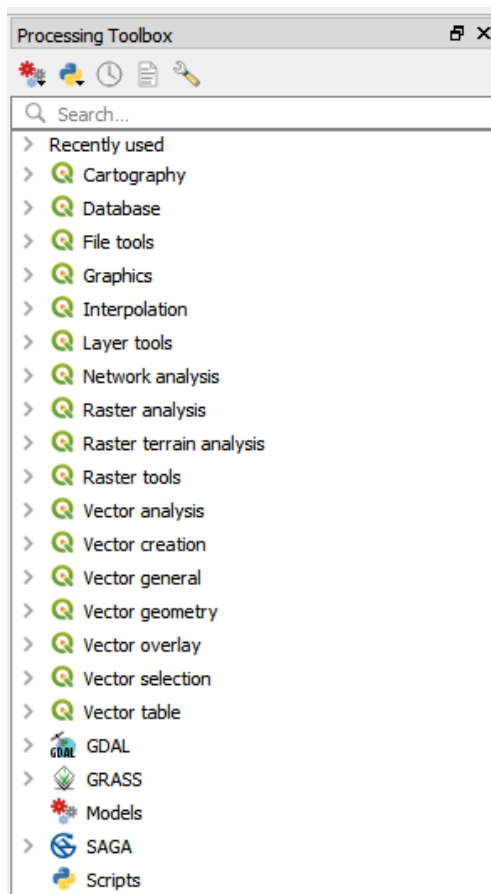 Processing Toolbox
Search...
Recently used
Cartography
Database
File tools
Graphics
Interpolation
Layer tools
Network analysis
Raster analysis
Raster terrain analysis
Raster tools
Vector analysis
Vector creation
Vector general
Vector geometry
Vector overlay
Vector selection
Vector table
GDAL GDAL
GRASS
Models
SAGA
Scripts